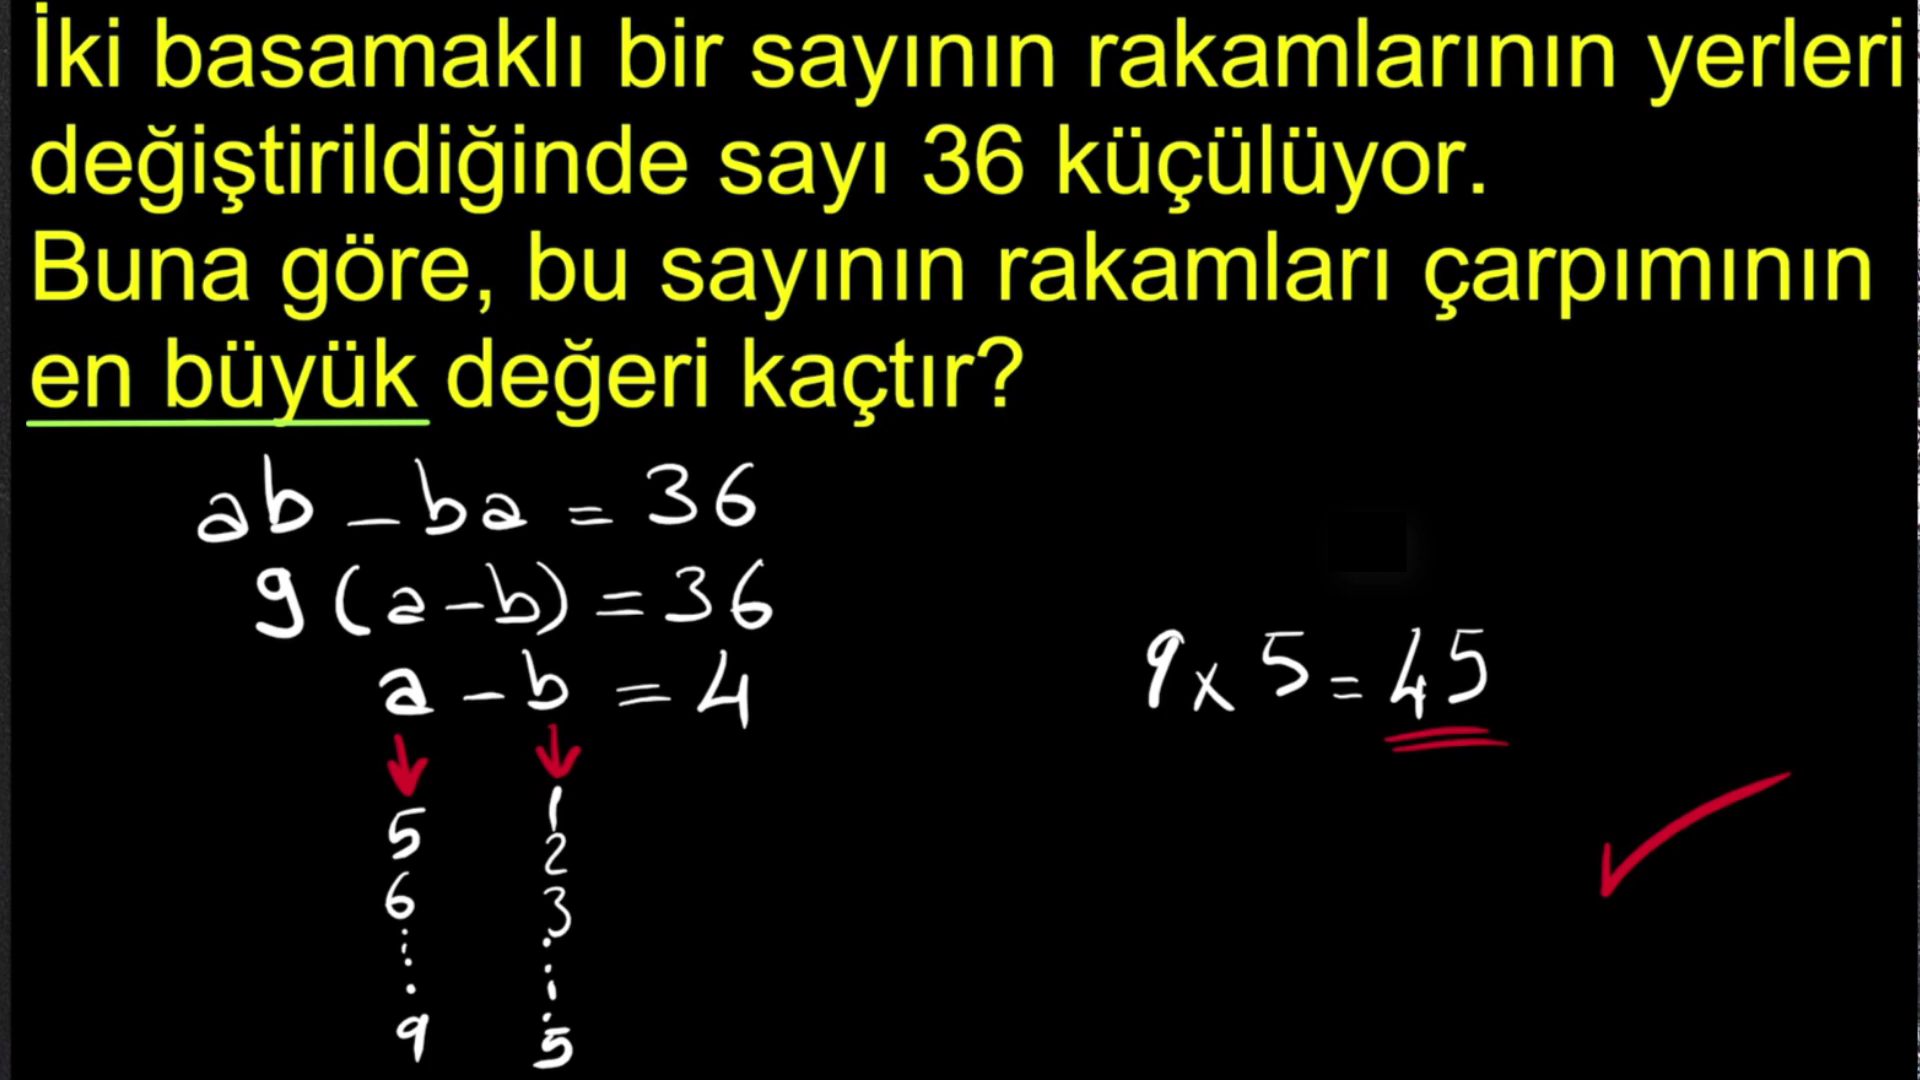 İki basamaklı bir sayının rakamlarının yerleri
değiştirildiğinde sayı 36 küçülüyor.
Buna göre, bu sayının rakamları çarpımının
en büyük değeri kaçtır?
ab - ba = 36
9 (a-b) = 36
a - b = 4
9 x 5 = 45
5 1
6 2
3
9 5